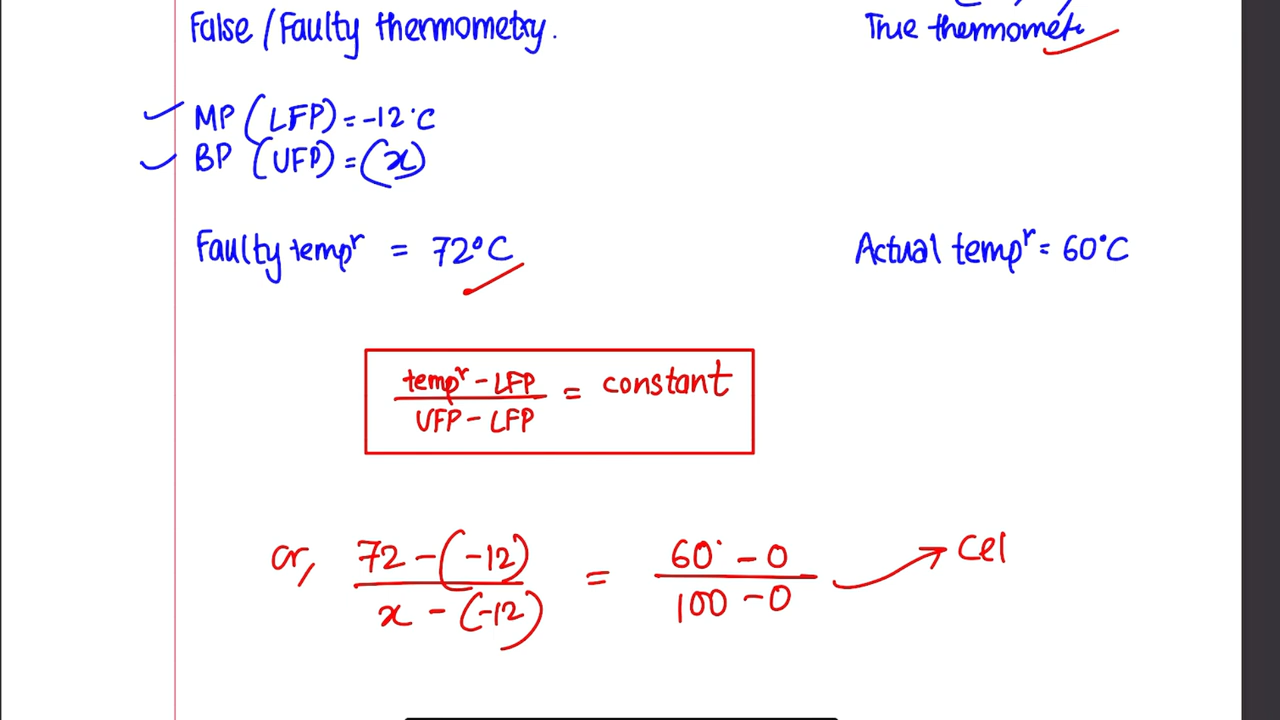 False / Faulty thermometry.
True thermomet
MP (LFP) = -12°C
BP (UFP) = (x)
Faulty tempʳ = 72°C
Actual tempʳ = 60°C
tempʳ - LFP
UFP - LFP
= constant
or, 72 - (-12)
x - (-12)
= 60° - 0
100 - 0
Cel